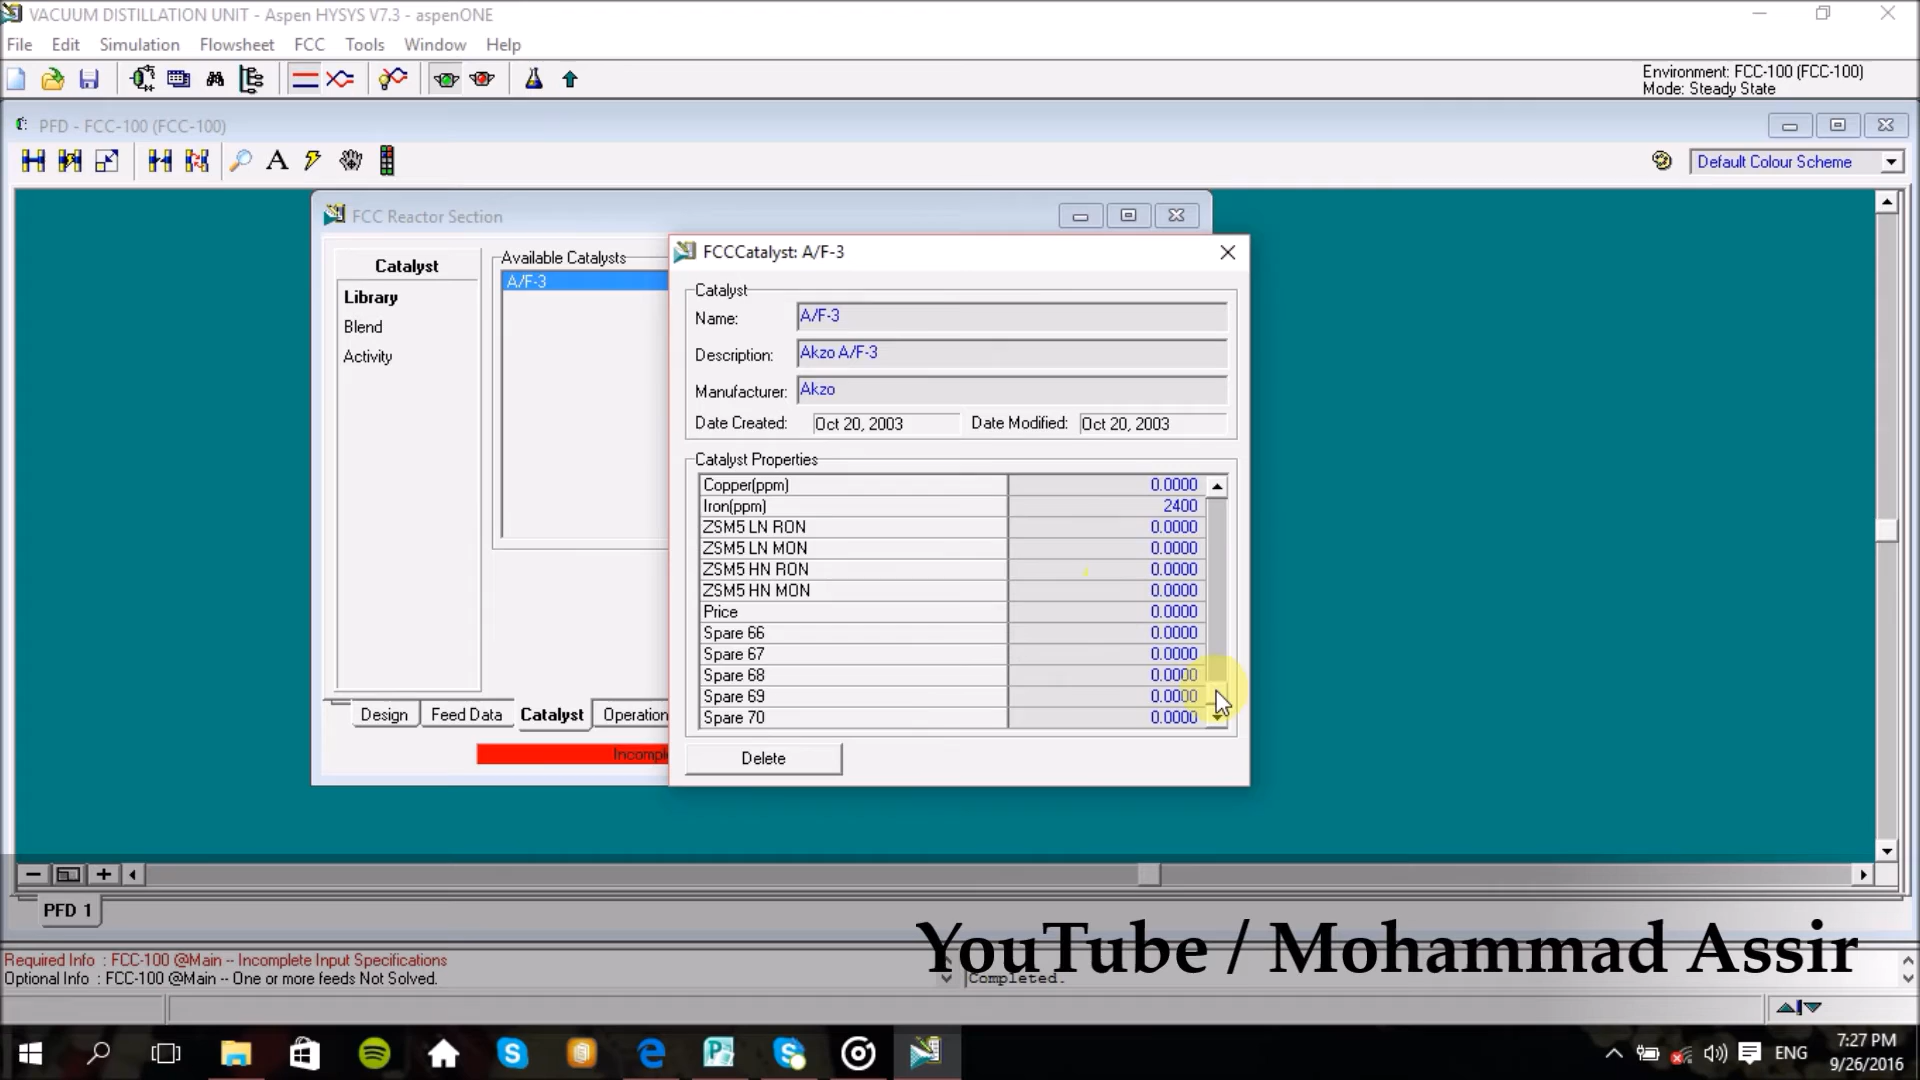 VACUUM DISTILLATION UNIT - Aspen HYSYS V7.3 - aspenONE
File Edit Simulation Flowsheet FCC Tools Window Help
Environment: FCC-100 (FCC-100)
Mode: Steady State
PFD - FCC-100 (FCC-100)
A
Default Colour Scheme
FCC Reactor Section
Catalyst
Library
Blend
Activity
Available Catalysts
A/F-3
FCCCatalyst: A/F-3
Catalyst
Name: A/F-3
Description: Akzo A/F-3
Manufacturer: Akzo
Date Created: Oct 20, 2003 Date Modified: Oct 20, 2003
Catalyst Properties
Copper(ppm) 0.0000
Iron(ppm) 2400
ZSM5 LN RON 0.0000
ZSM5 LN MON 0.0000
ZSM5 HN RON 0.0000
ZSM5 HN MON 0.0000
Price 0.0000
Spare 66 0.0000
Spare 67 0.0000
Spare 68 0.0000
Spare 69 0.0000
Spare 70 0.0000
Delete
Design Feed Data Catalyst Operation
Incompl
PFD 1
YouTube / Mohammad Assir
Required Info : FCC-100 @Main -- Incomplete Input Specifications
Optional Info : FCC-100 @Main -- One or more feeds Not Solved.
Completed.
ENG
7:27 PM
9/26/2016